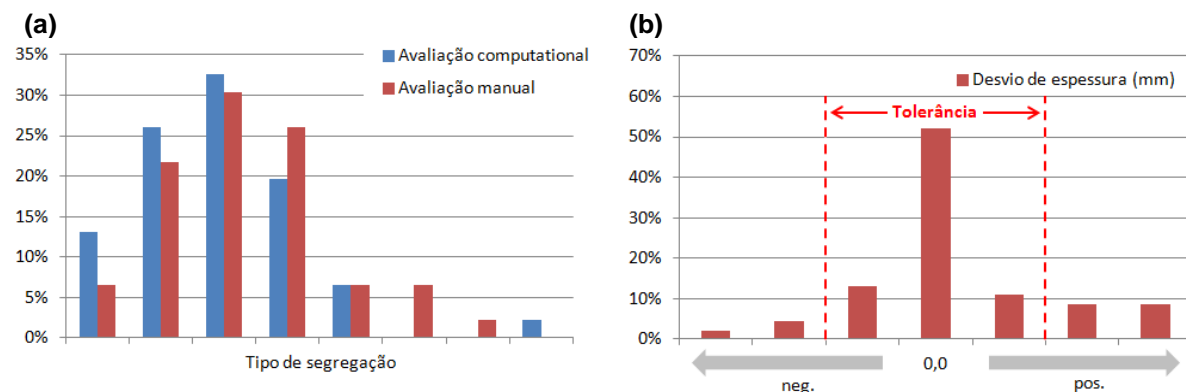 (a)
35%
30%
25%
20%
15%
10%
5%
0%
Avaliação computational
Avaliação manual
Tipo de segregação
(b)
70%
60%
50%
40%
30%
20%
10%
0%
Desvio de espessura (mm)
Tolerância
0,0
neg.
pos.